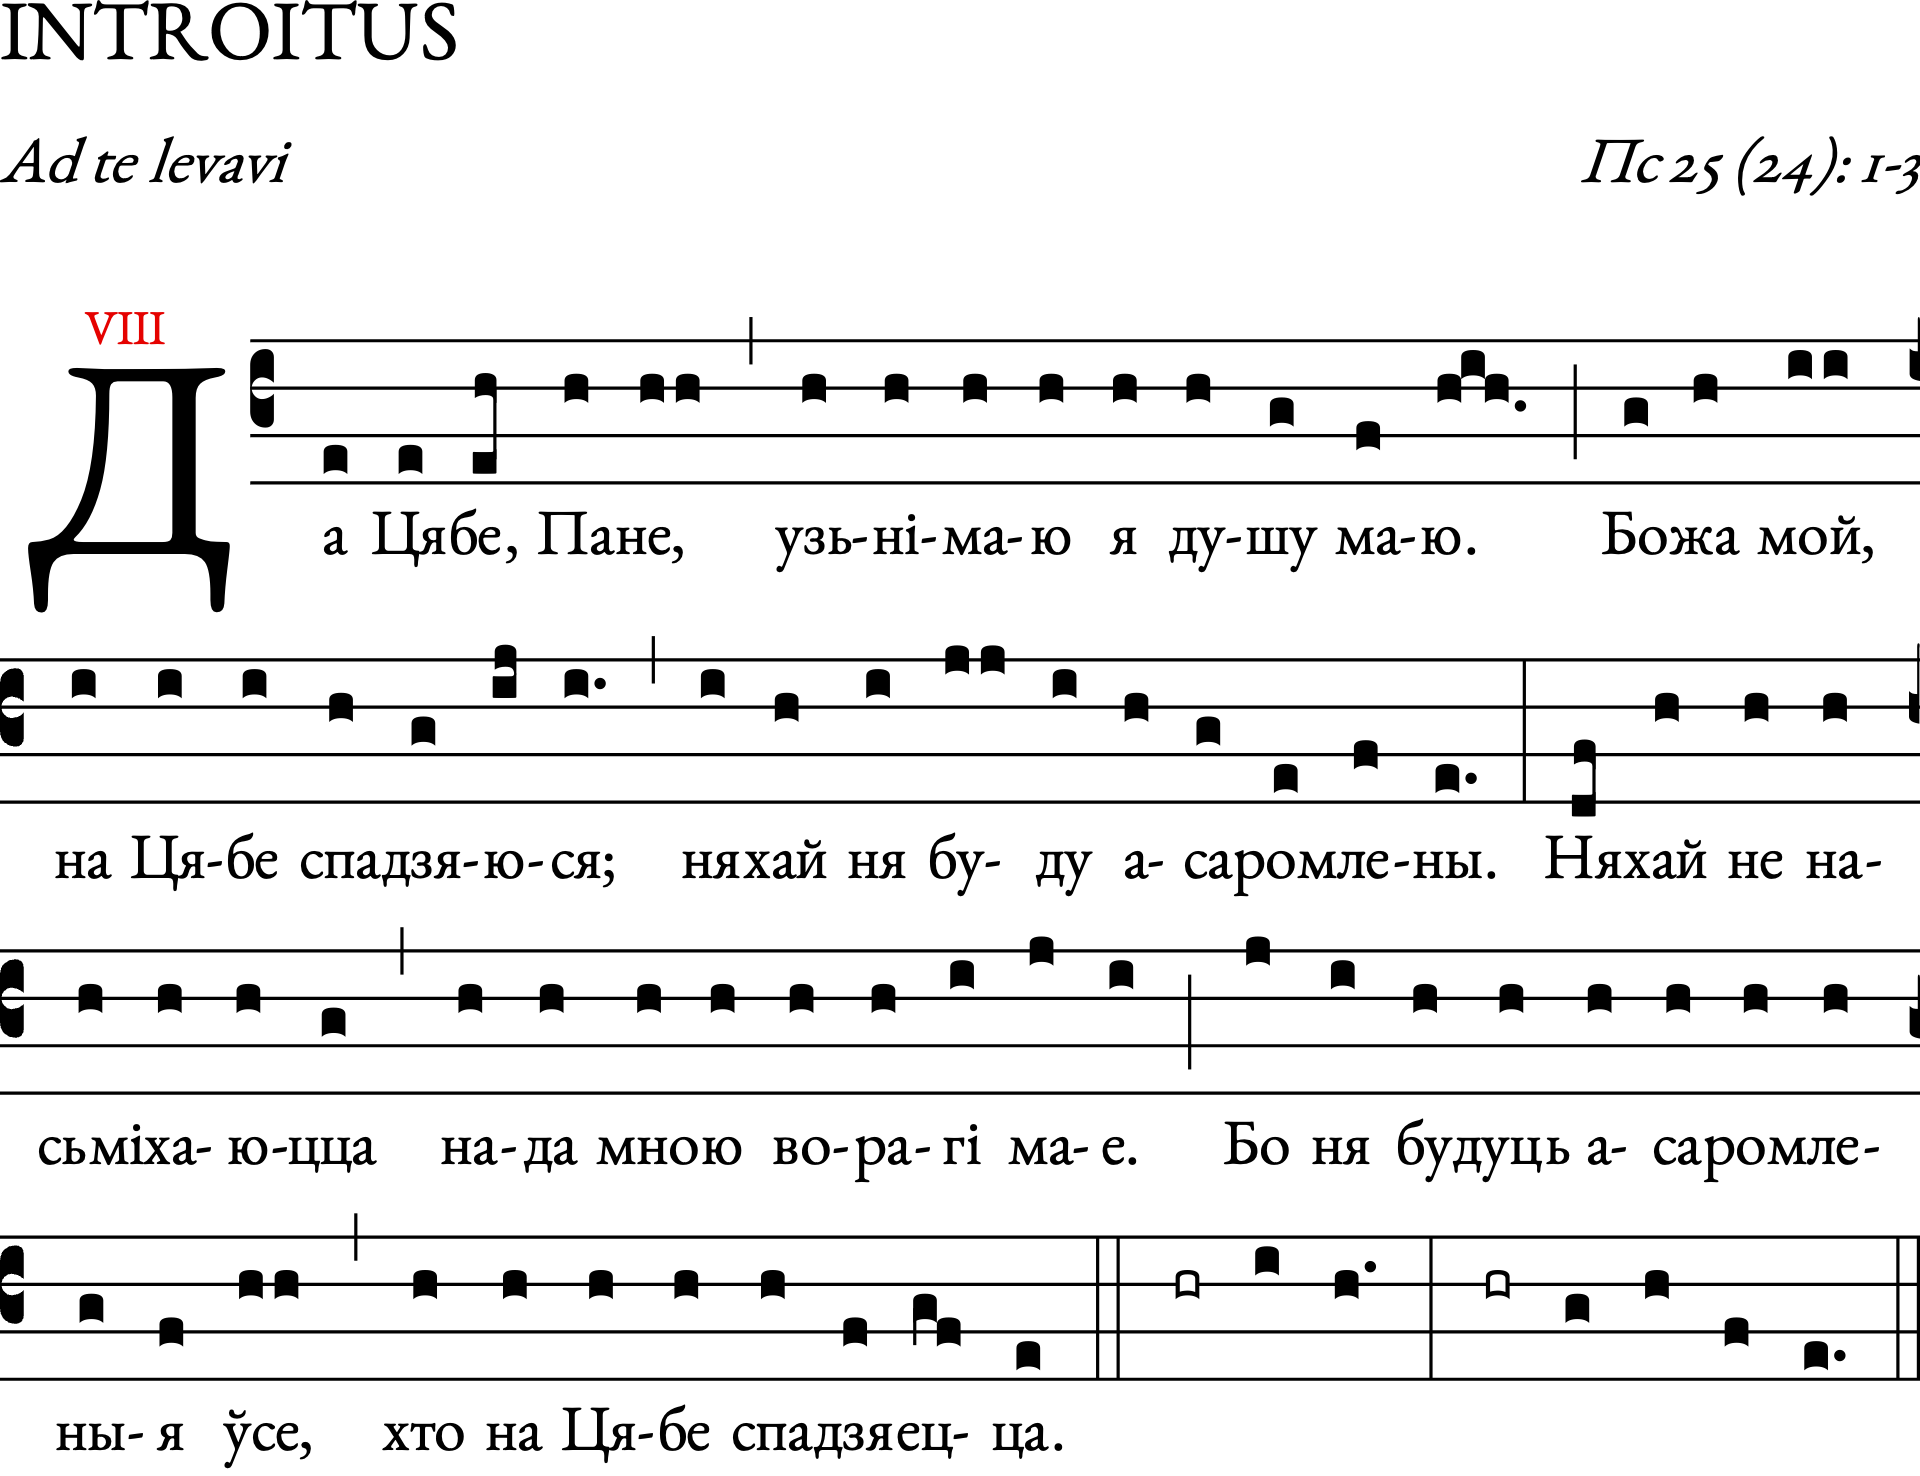 INTROITUS
Ad te levavi
Пс 25 (24): 1-3
VIII
Да Цябе, Пане, узь-ні-ма-ю я ду-шу ма-ю. Божа мой,
на Ця-бе спадзя-ю-ся; няхай ня бу- ду а- саромле-ны. Няхай не на-
сьміха- ю-цца на-да мною во-ра-гі ма- е. Бо ня будуць а- саромле-
ны- я ўсе, хто на Ця-бе спадзяец- ца.